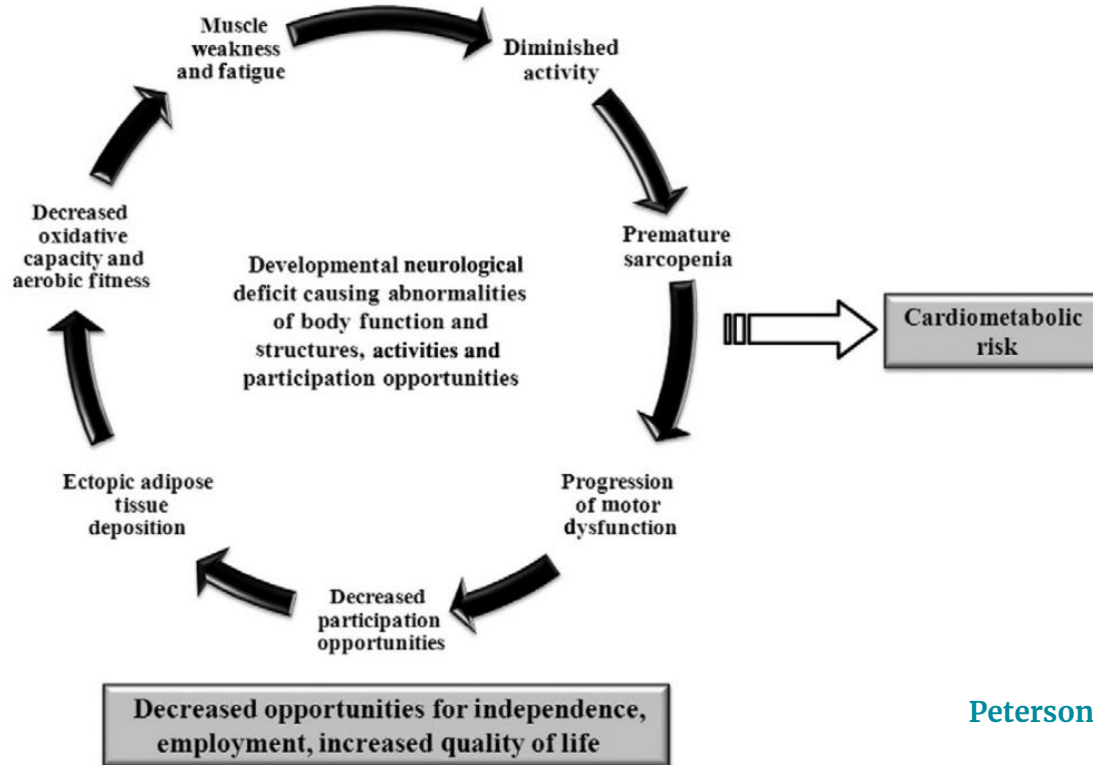 Muscle
weakness
and fatigue
Diminished
activity
Premature
sarcopenia
Cardiometabolic
risk
Progression
of motor
dysfunction
Decreased
participation
opportunities
Ectopic adipose
tissue
deposition
Decreased
oxidative
capacity and
aerobic fitness
Developmental neurological
deficit causing abnormalities
of body function and
structures, activities and
participation opportunities
Decreased opportunities for independence,
employment, increased quality of life
Peterson